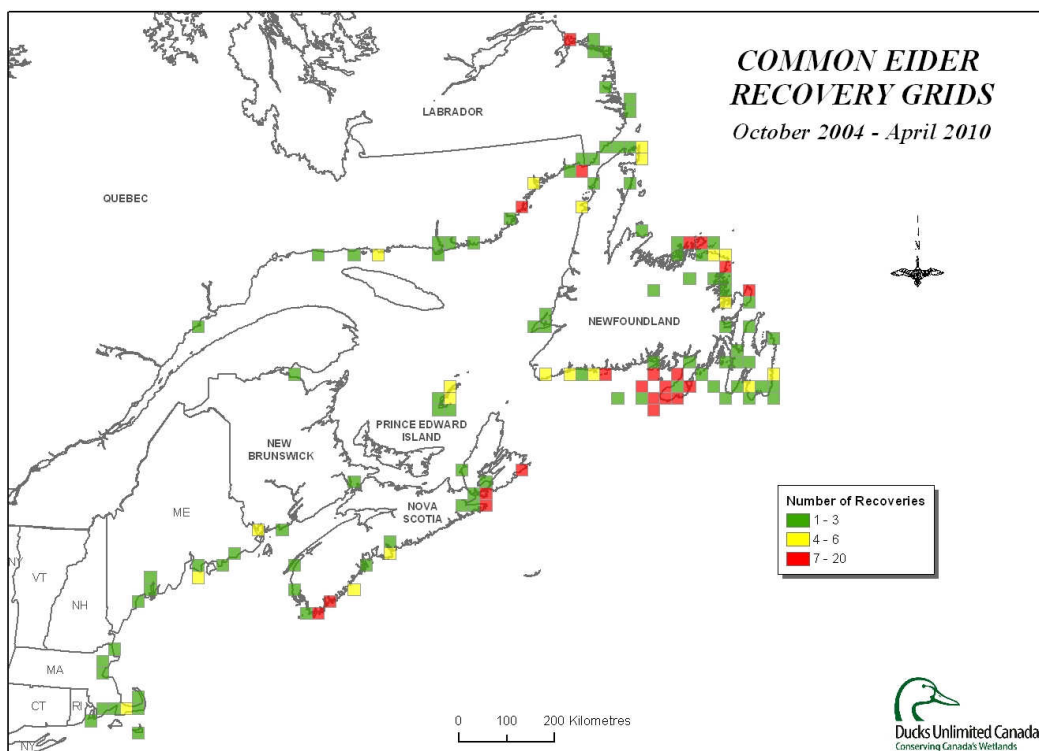 COMMON EIDER
RECOVERY GRIDS
October 2004 - April 2010
LABRADOR
QUEBEC
N
NEWFOUNDLAND
PRINCE EDWARD
ISLAND
NEW
BRUNSWICK
NOVA
SCOTIA
ME
NY
VT
NH
MA
CT
RI
NY
Number of Recoveries
1 - 3
4 - 6
7 - 20
0 100 200 Kilometres
Ducks Unlimited Canada
Conserving Canada's Wetlands